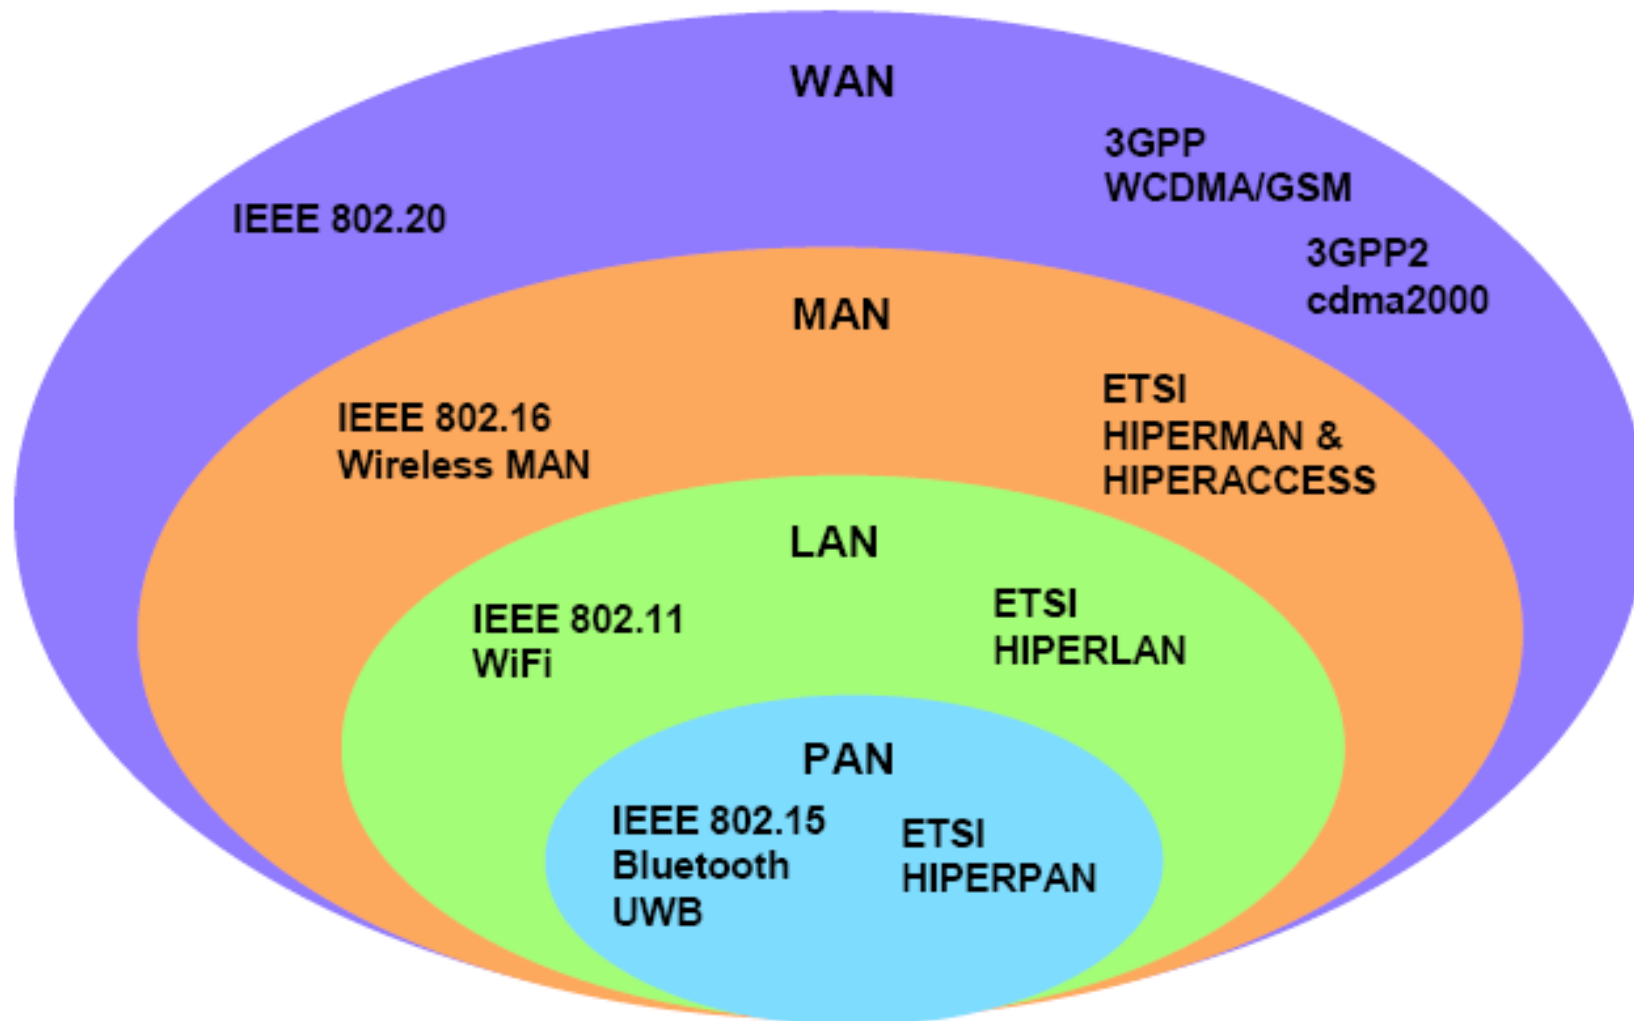 WAN
3GPP
WCDMA/GSM
IEEE 802.20
3GPP2
cdma2000
MAN
IEEE 802.16
Wireless MAN
ETSI
HIPERMAN &
HIPERACCESS
LAN
IEEE 802.11
WiFi
ETSI
HIPERLAN
PAN
IEEE 802.15
Bluetooth
UWB
ETSI
HIPERPAN